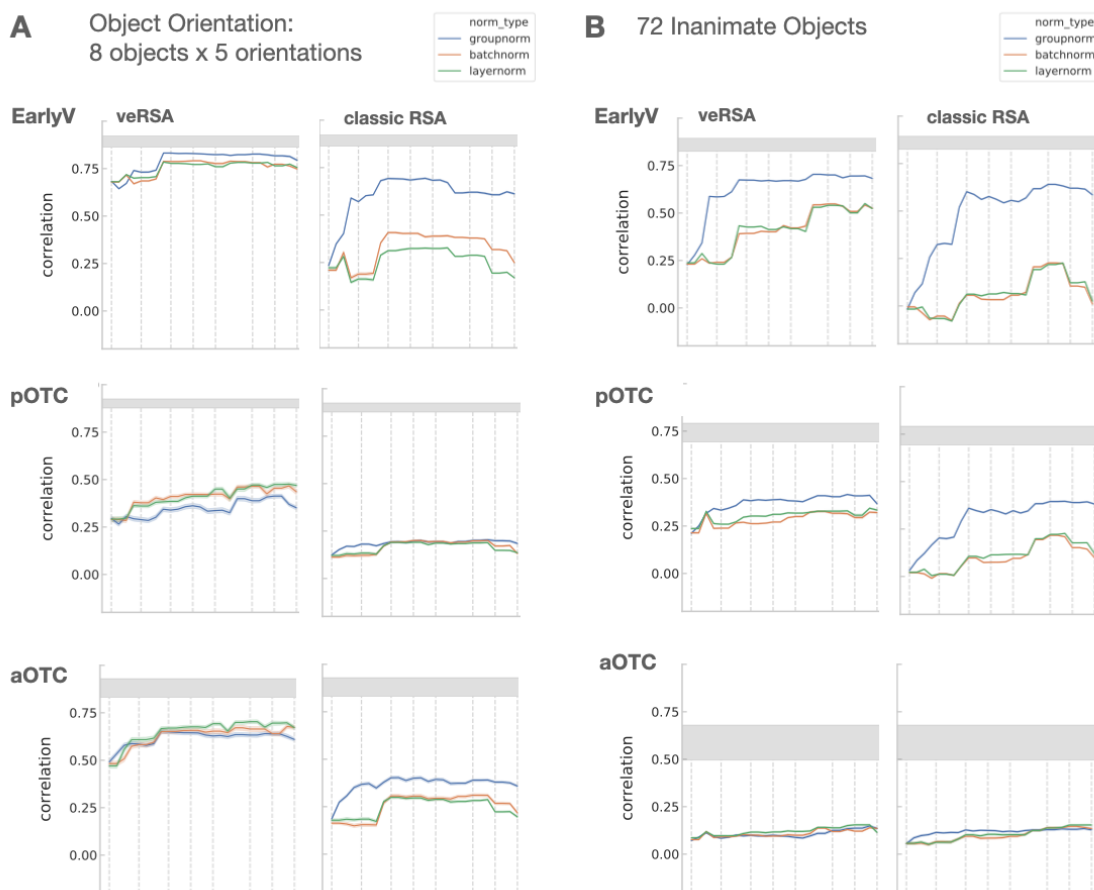 A
Object Orientation:
8 objects x 5 orientations
norm_type
groupnorm
batchnorm
layernorm
EarlyV
veRSA
classic RSA
correlation
0.75
0.50
0.25
0.00
pOTC
correlation
0.75
0.50
0.25
0.00
aOTC
correlation
0.75
0.50
0.25
0.00
B
72 Inanimate Objects
norm_type
groupnorm
batchnorm
layernorm
EarlyV
veRSA
classic RSA
correlation
0.75
0.50
0.25
0.00
pOTC
correlation
0.75
0.50
0.25
0.00
aOTC
correlation
0.75
0.50
0.25
0.00